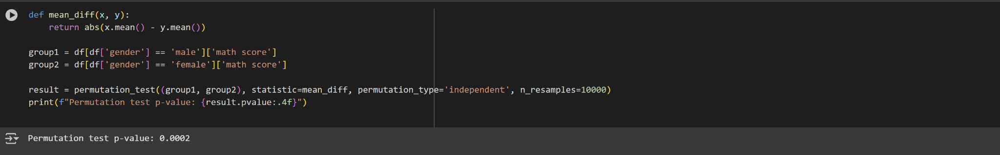 def mean_diff(x, y):
    return abs(x.mean() - y.mean())

group1 = df[df['gender'] == 'male']['math score']
group2 = df[df['gender'] == 'female']['math score']

result = permutation_test((group1, group2), statistic=mean_diff, permutation_type='independent', n_resamples=10000)
print(f"Permutation test p-value: {result.pvalue:.4f}")

Permutation test p-value: 0.0002